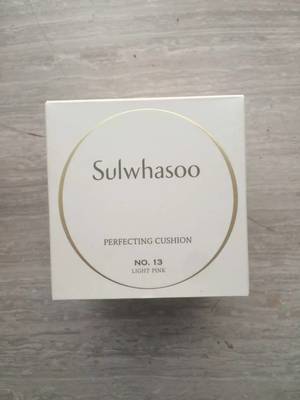 Sulwhasoo
PERFECTING CUSHION
NO. 13
LIGHT PINK